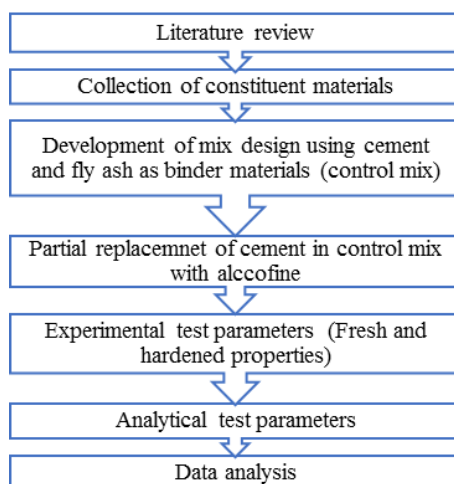 Literature review
Collection of constituent materials
Development of mix design using cement
and fly ash as binder materials (control mix)
Partial replacemnet of cement in control mix
with alccofine
Experimental test parameters (Fresh and
hardened properties)
Analytical test parameters
Data analysis